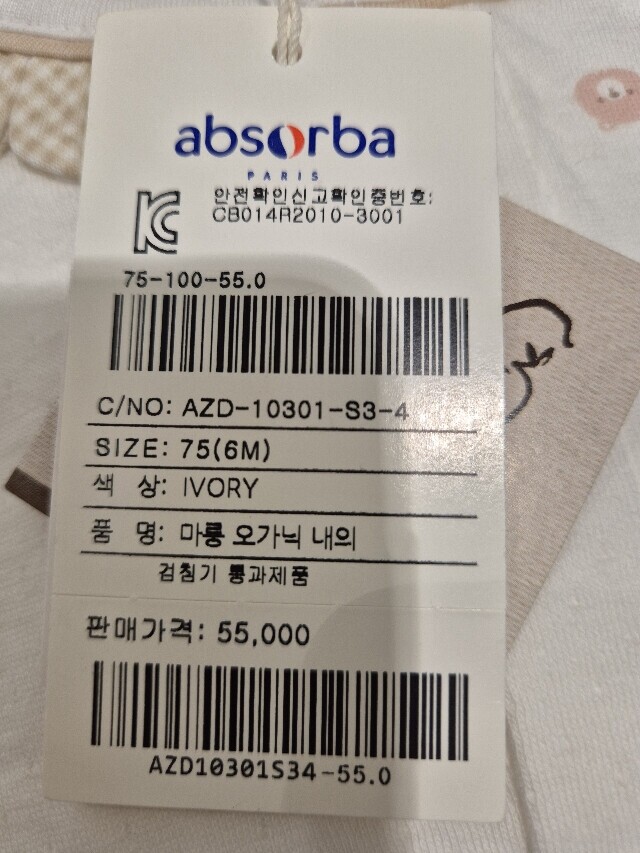 absorba
PARIS
안전확인신고확인증번호:
CB014R2010-3001
75-100-55.0
C/NO: AZD-10301-S3-4
SIZE: 75(6M)
색 상: IVORY
품 명: 마룽 오가닉 내의
검침기 통과제품
판매가격: 55,000
AZD10301S34-55.0